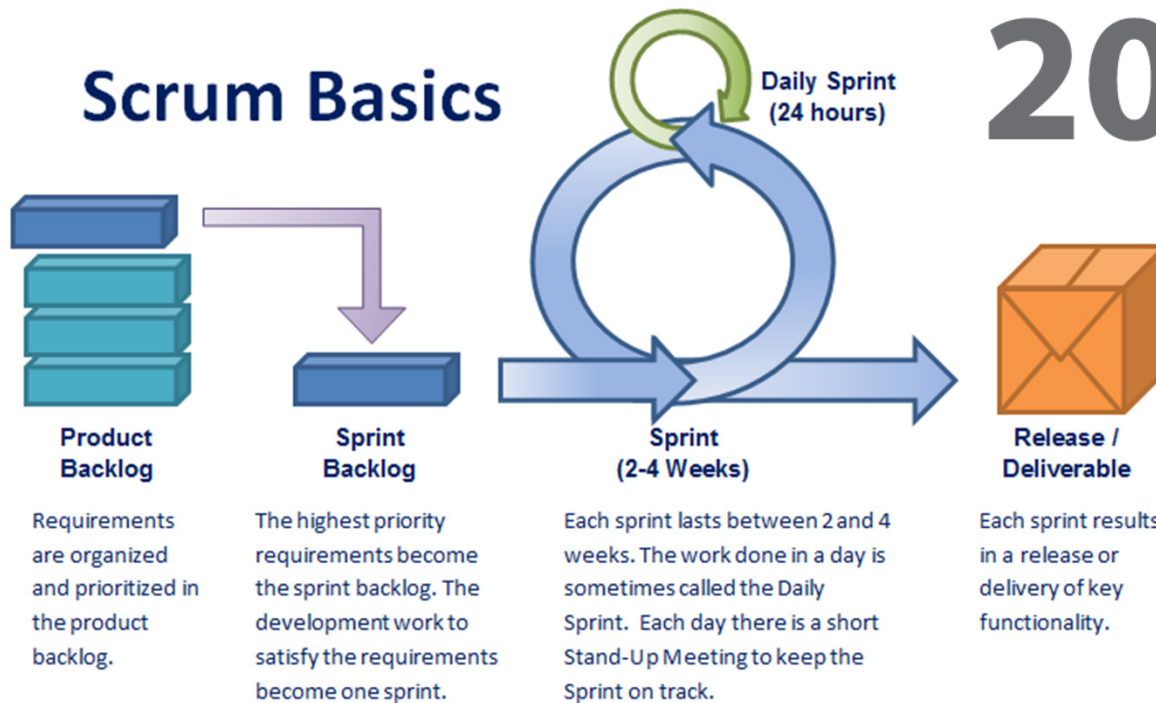 Scrum Basics
Daily Sprint
(24 hours)
20
Product
Backlog
Sprint
Backlog
Sprint
(2-4 Weeks)
Release /
Deliverable
Requirements
are organized
and prioritized in
the product
backlog.
The highest priority
requirements become
the sprint backlog. The
development work to
satisfy the requirements
become one sprint.
Each sprint lasts between 2 and 4
weeks. The work done in a day is
sometimes called the Daily
Sprint. Each day there is a short
Stand-Up Meeting to keep the
Sprint on track.
Each sprint results
in a release or
delivery of key
functionality.